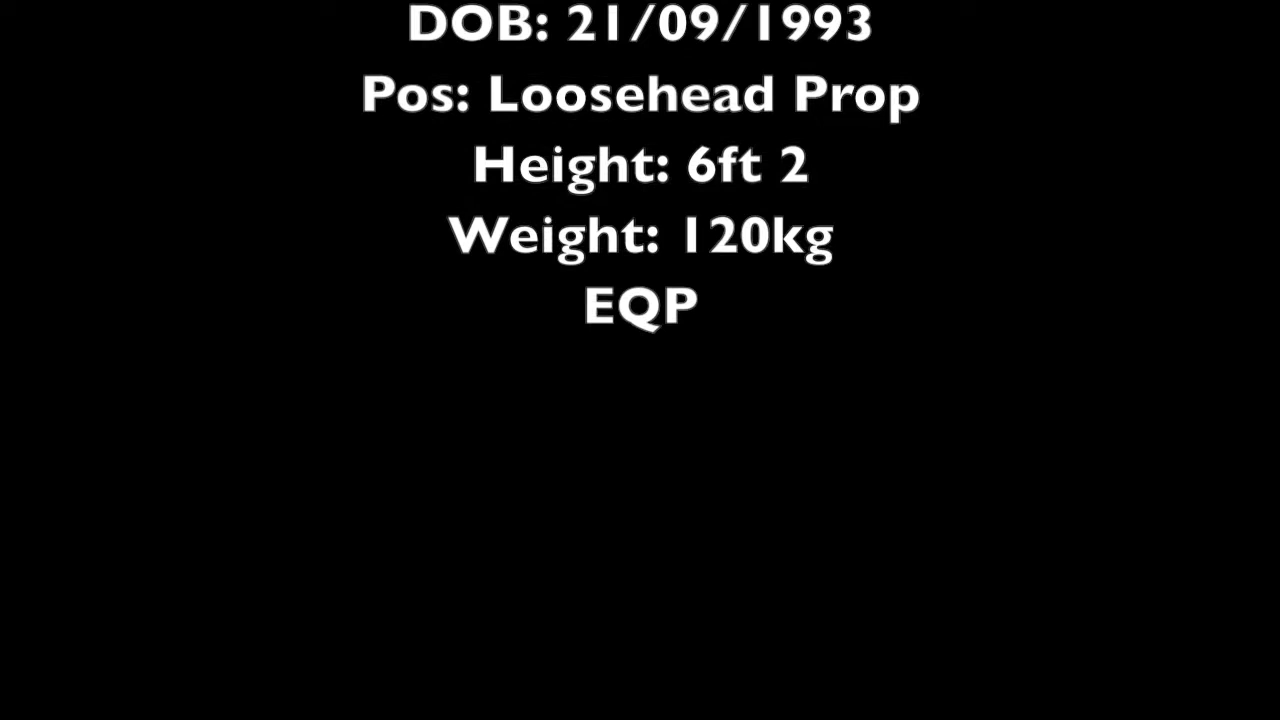 DOB: 21/09/1993
Pos: Loosehead Prop
Height: 6ft 2
Weight: 120kg
EQP